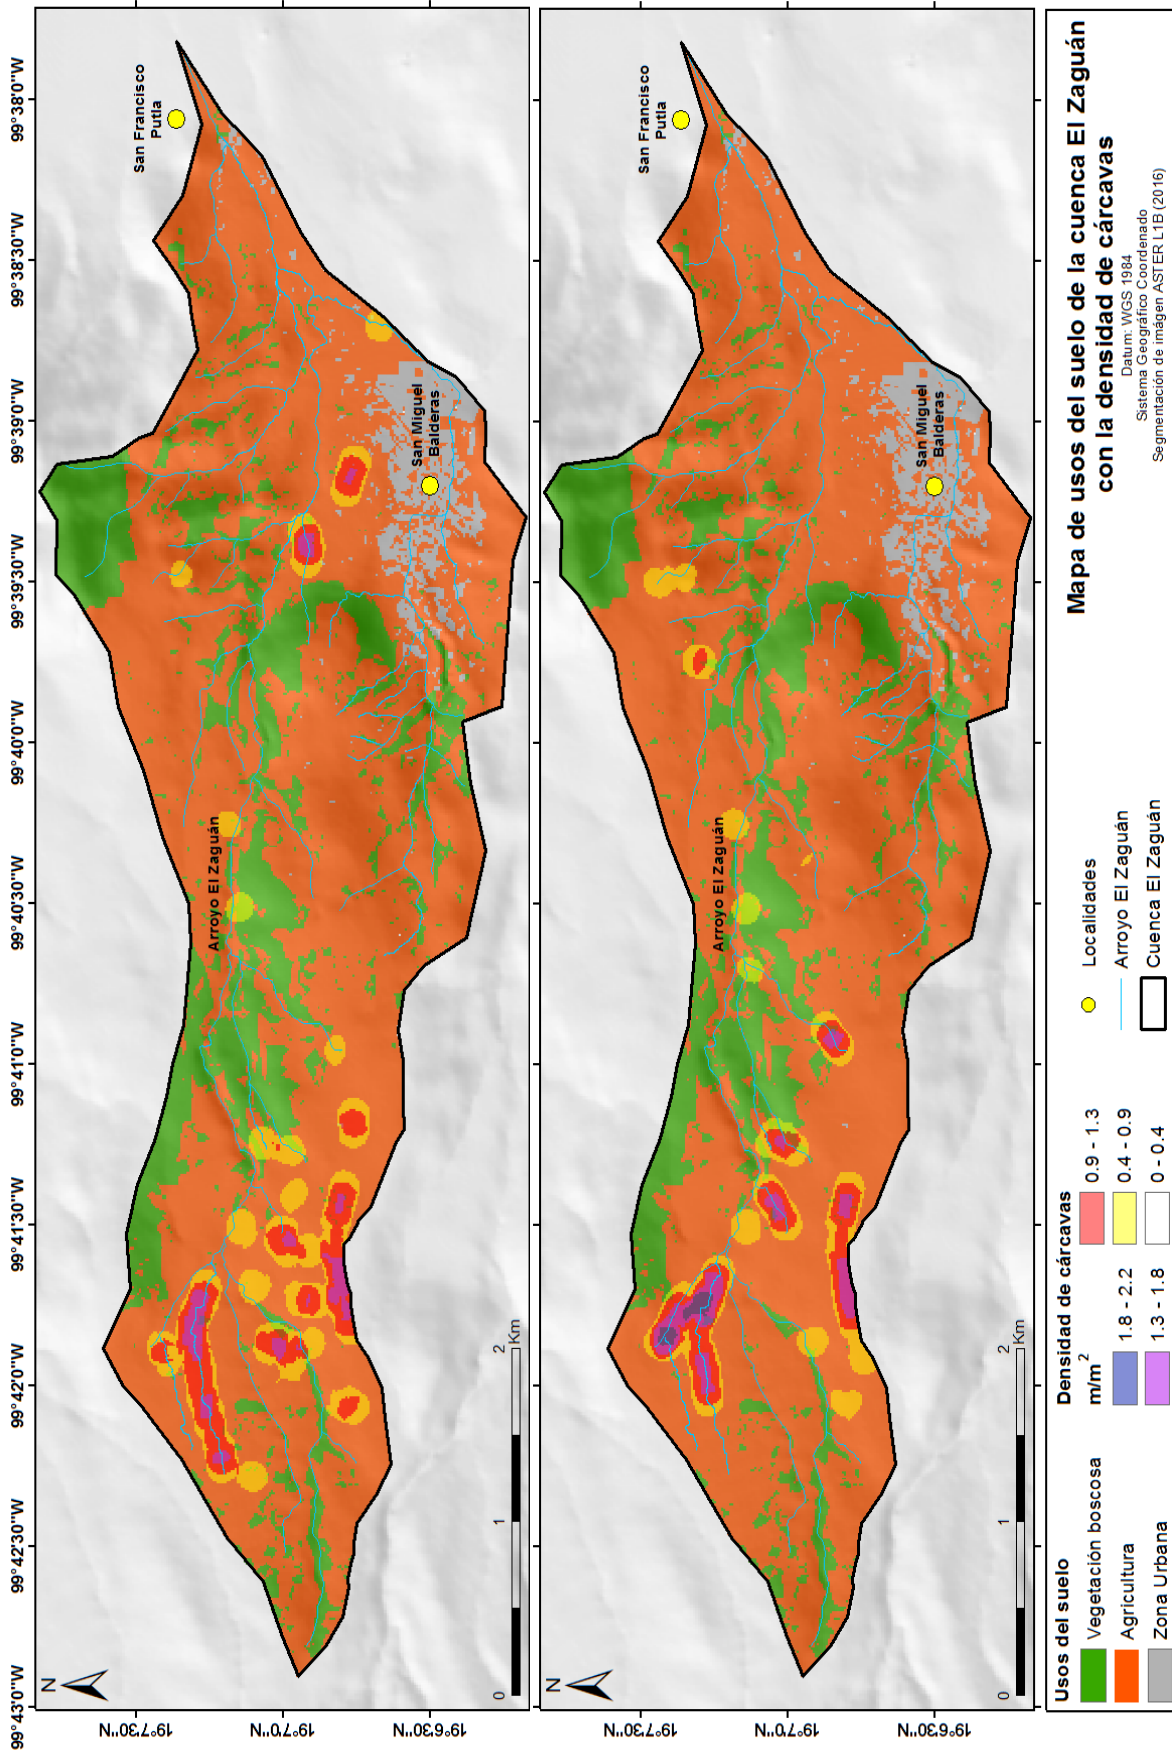 99°43'0"W
99°42'30"W
99°42'0"W
99°41'30"W
99°41'0"W
99°40'30"W
99°40'0"W
99°39'30"W
99°39'0"W
99°38'30"W
99°38'0"W
N
19°7'30"N
19°7'0"N
19°6'30"N
San Francisco
Putla
Arroyo El Zaguán
San Miguel
Balderas
0
1
2
Km
N
19°7'30"N
19°7'0"N
19°6'30"N
San Francisco
Putla
Arroyo El Zaguán
San Miguel
Balderas
0
1
2
Km
Usos del suelo
Vegetación boscosa
Agricultura
Zona Urbana
Densidad de cárcavas
m/m²
1.8 - 2.2
1.3 - 1.8
0.9 - 1.3
0.4 - 0.9
0 - 0.4
Localidades
Arroyo El Zaguán
Cuenca El Zaguán
Mapa de usos del suelo de la cuenca El Zaguán
con la densidad de cárcavas
Datum: WGS 1984
Sistema Geográfico Coordenado
Segmentación de imágen ASTER L1B (2016)